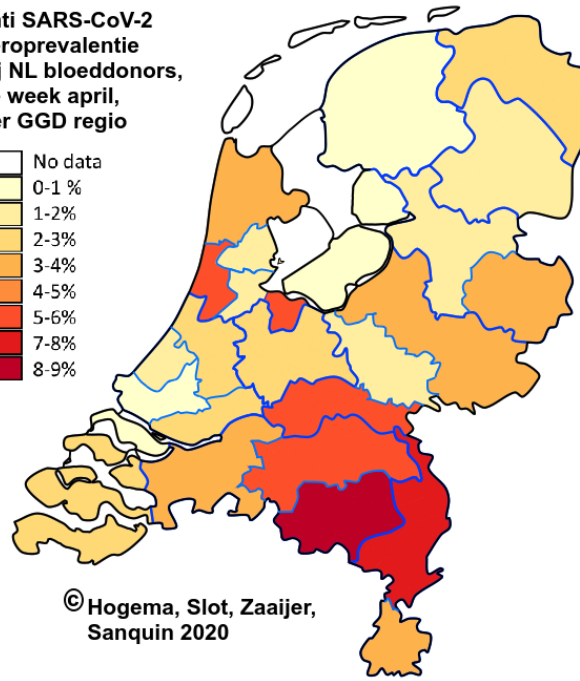 nti SARS-CoV-2
eroprevalentie
j NL bloeddonors,
week april,
er GGD regio
No data
0-1 %
1-2%
2-3%
3-4%
4-5%
5-6%
7-8%
8-9%
© Hogema, Slot, Zaaijer,
Sanquin 2020